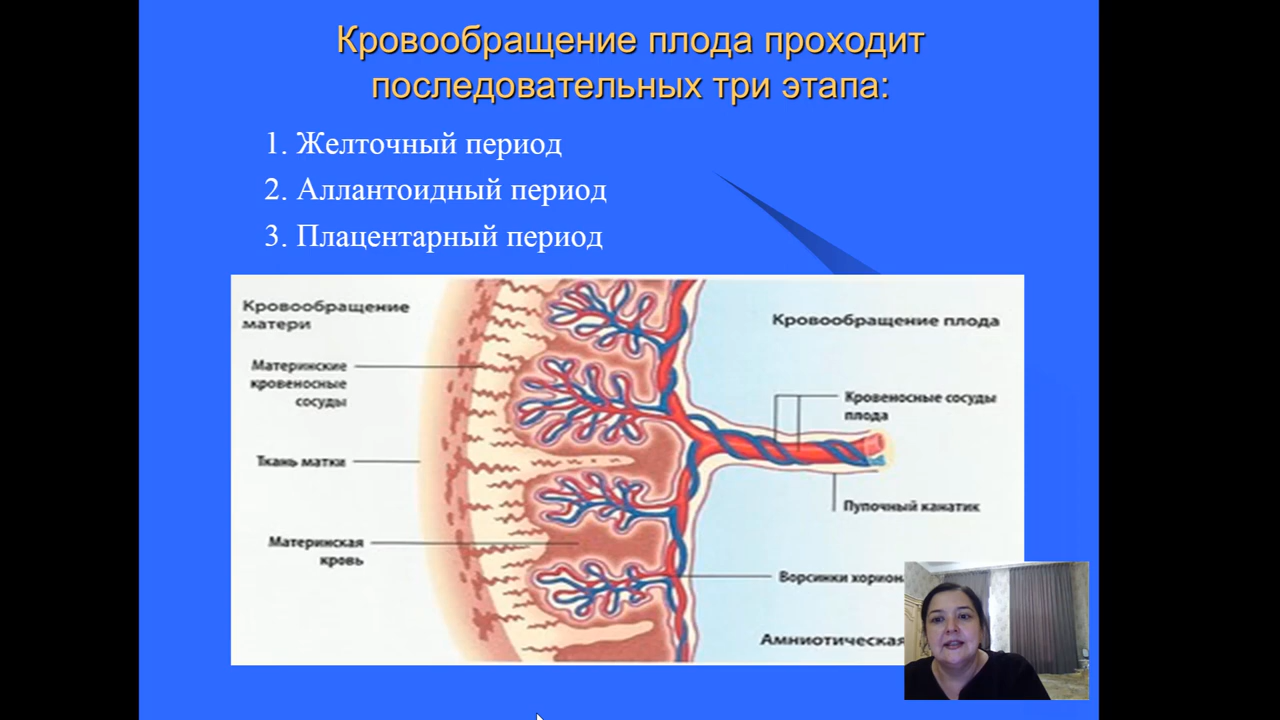 Кровообращение плода проходит
последовательных три этапа:
1. Желточный период
2. Аллантоидный период
3. Плацентарный период
Кровообращение
матери
Кровообращение плода
Материнские
кровеносные
сосуды
Кровеносные сосуды
плода
Ткань матки
Пупочный канатик
Материнская
кровь
Ворсинки хорион
Амниотическая